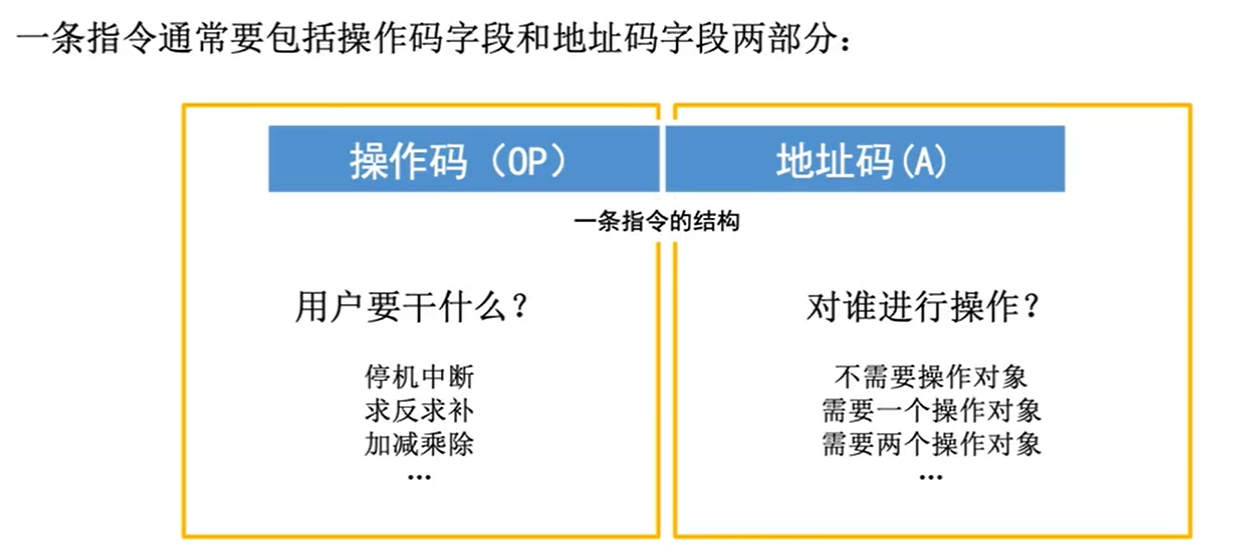 一条指令通常要包括操作码字段和地址码字段两部分：
操作码（OP）
地址码(A)
一条指令的结构
用户要干什？
停机中断
求反求补
加减乘除
…
对谁进行操作？
不需要操作对象
需要一个操作对象
需要两个操作对象
…